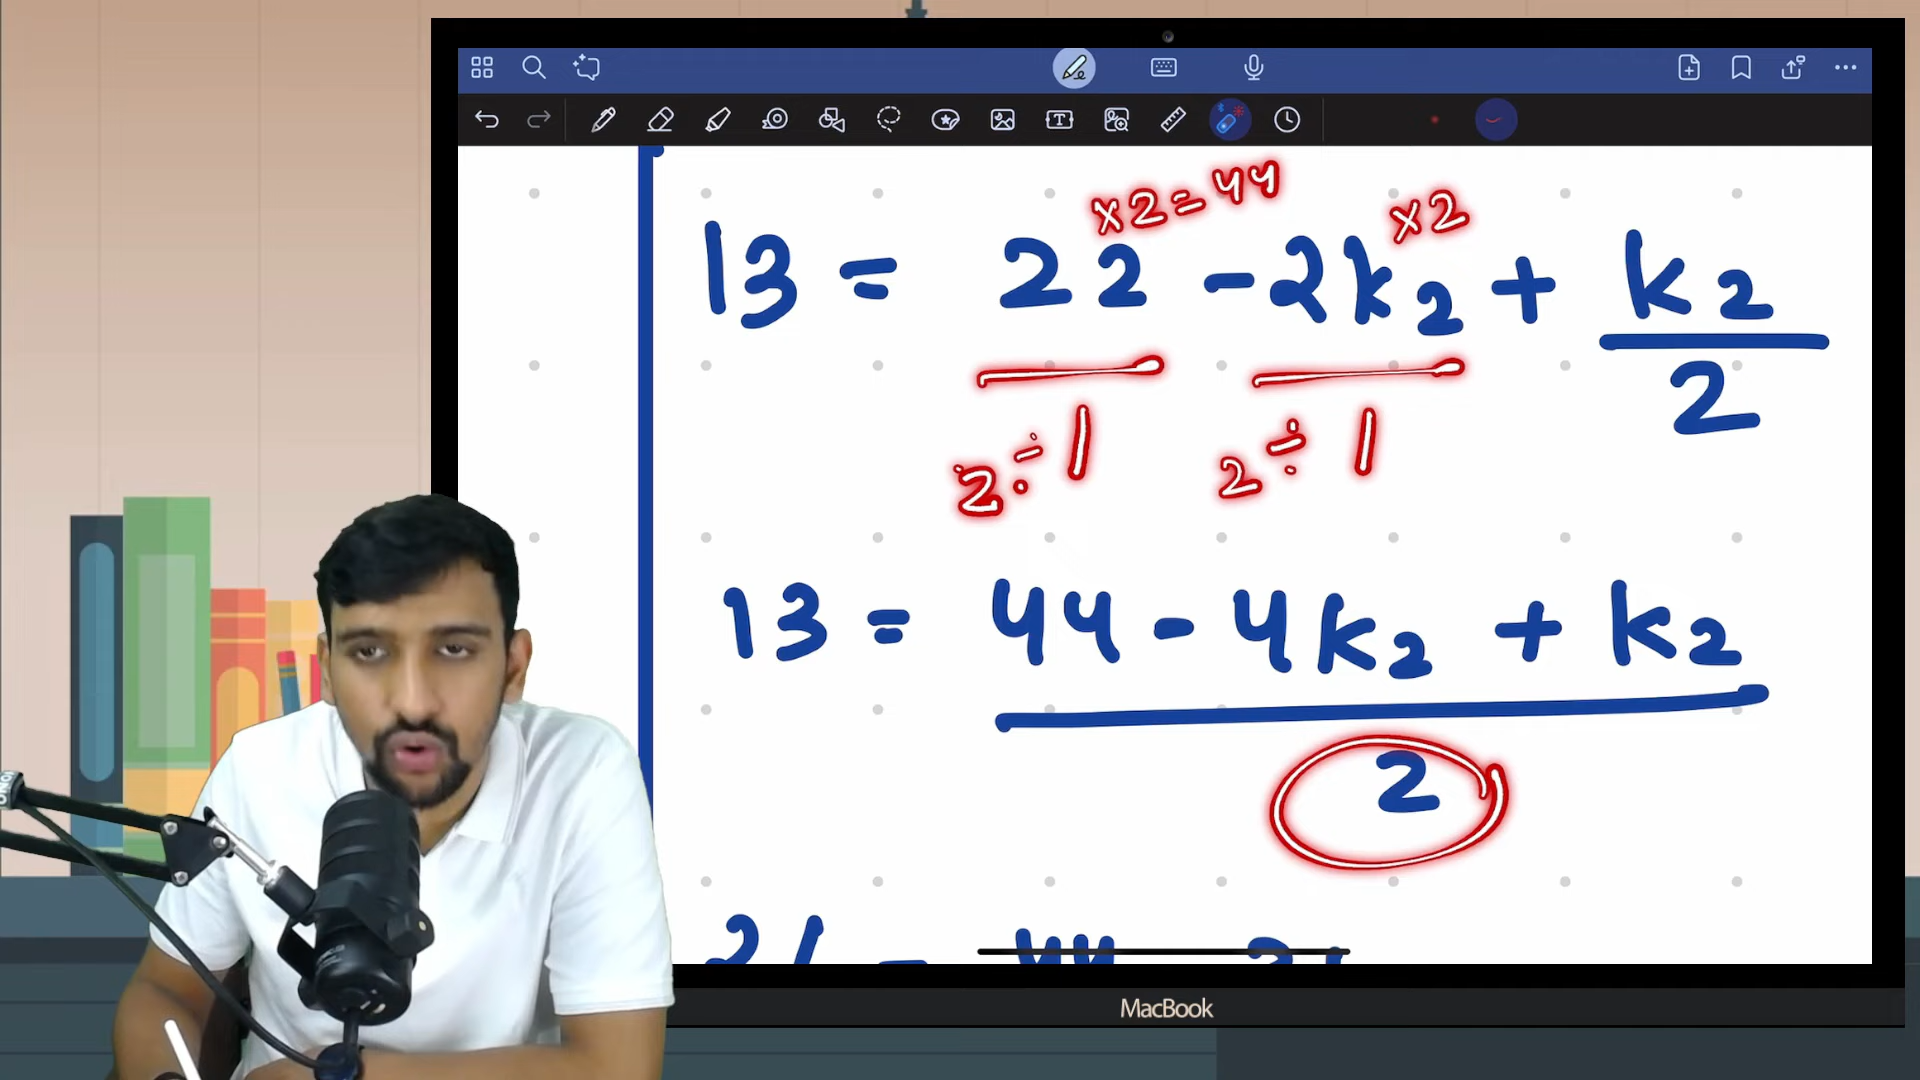 ×2=44 ×2
13 = 22 - 2k2 + k2
2
2 ÷ 1 2 ÷ 1
13 = 44 - 4k2 + k2
2
MacBook